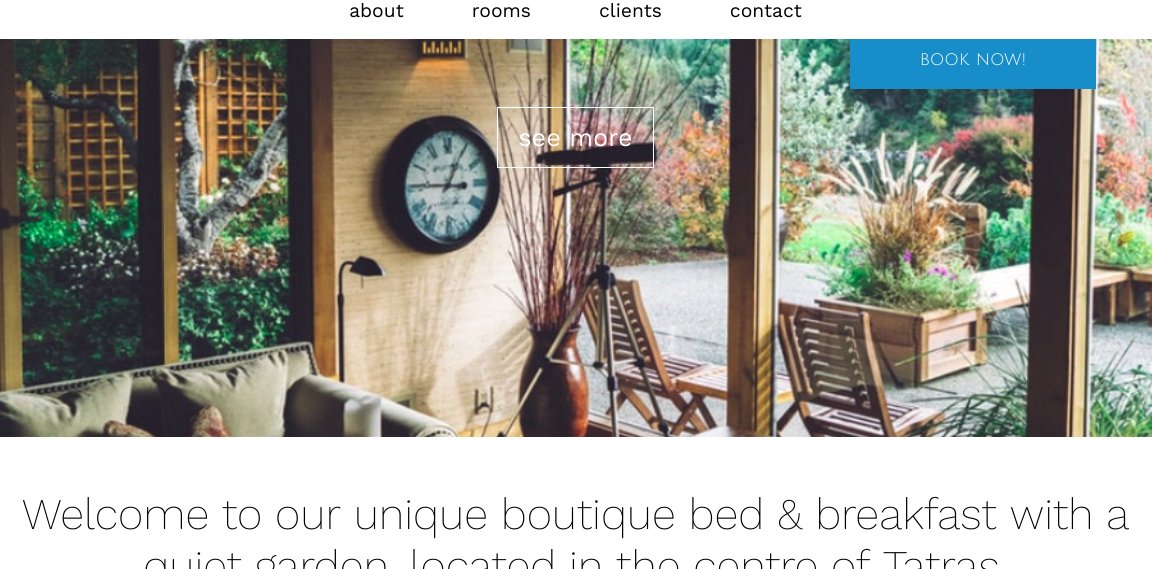 about rooms clients contact
BOOK NOW!
see more
Welcome to our unique boutique bed & breakfast with a
quiet garden, located in the centre of Tatras